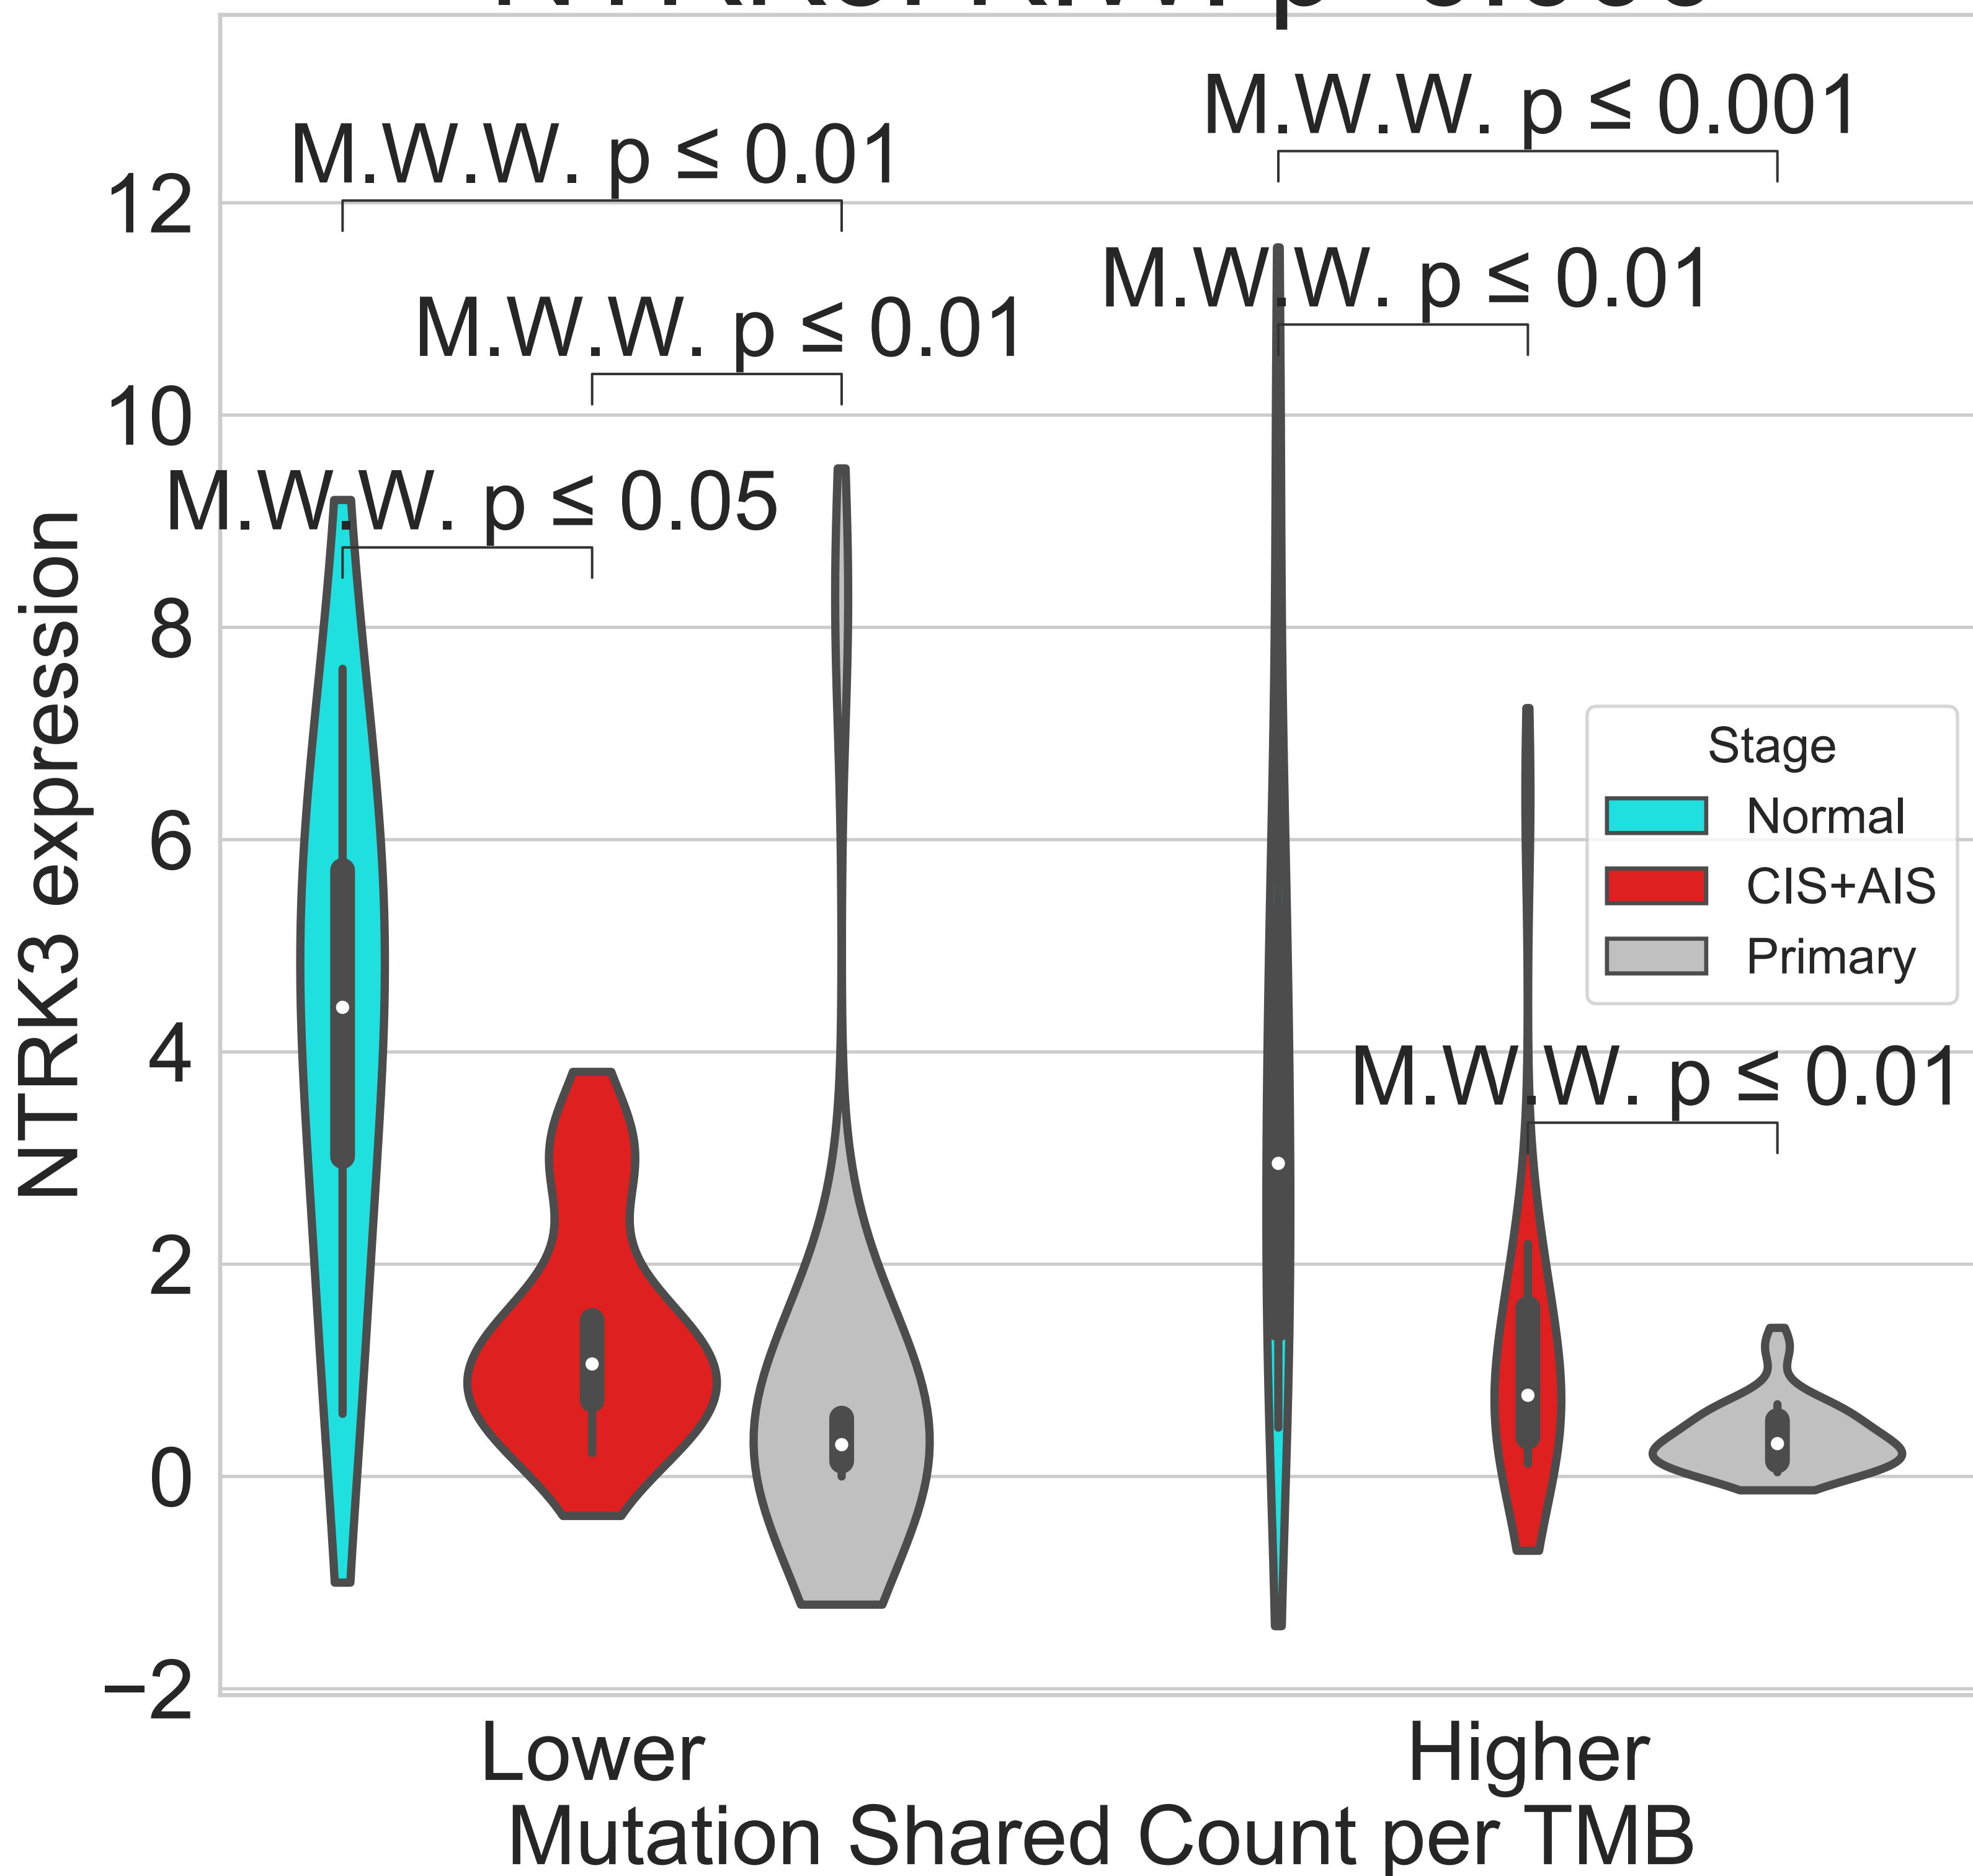 M.W.W. p ≤ 0.001
M.W.W. p ≤ 0.01
12
M.W.W. p ≤ 0.01
M.W.W. p ≤ 0.01
10
M.W.W. p ≤ 0.05
8
6
4
2
0
−2
NTRK3 expression
Stage
Normal
CIS+AIS
Primary
M.W.W. p ≤ 0.01
Lower
Higher
Mutation Shared Count per TMB